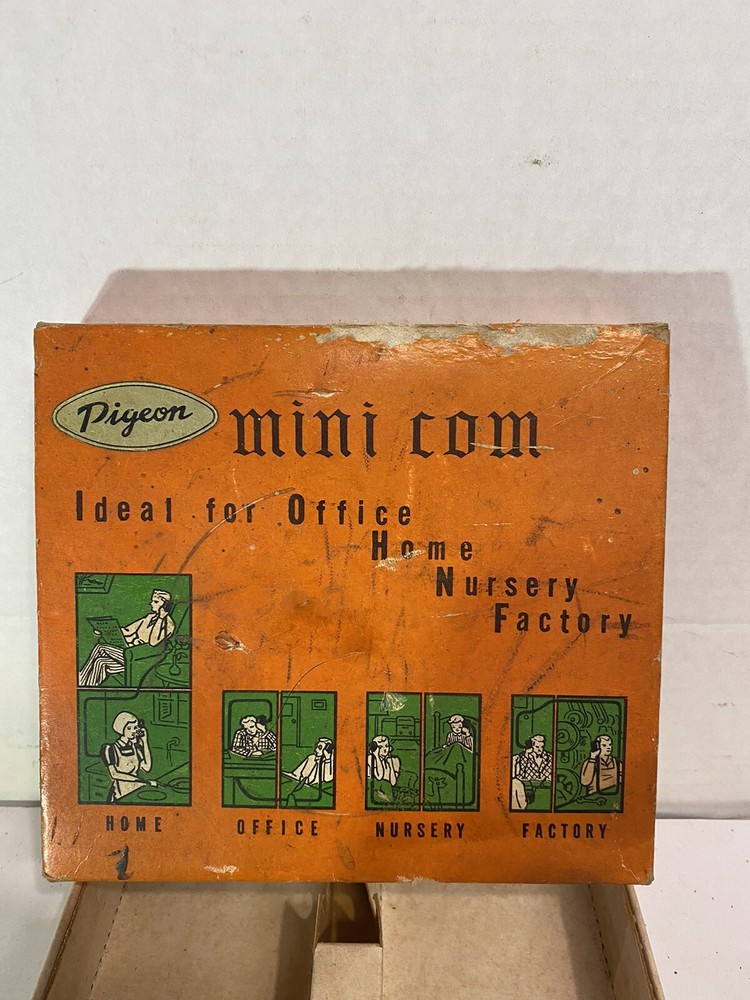 Pigeon mini com
Ideal for Office
Home
Nursery
Factory
HOME OFFICE NURSERY FACTORY